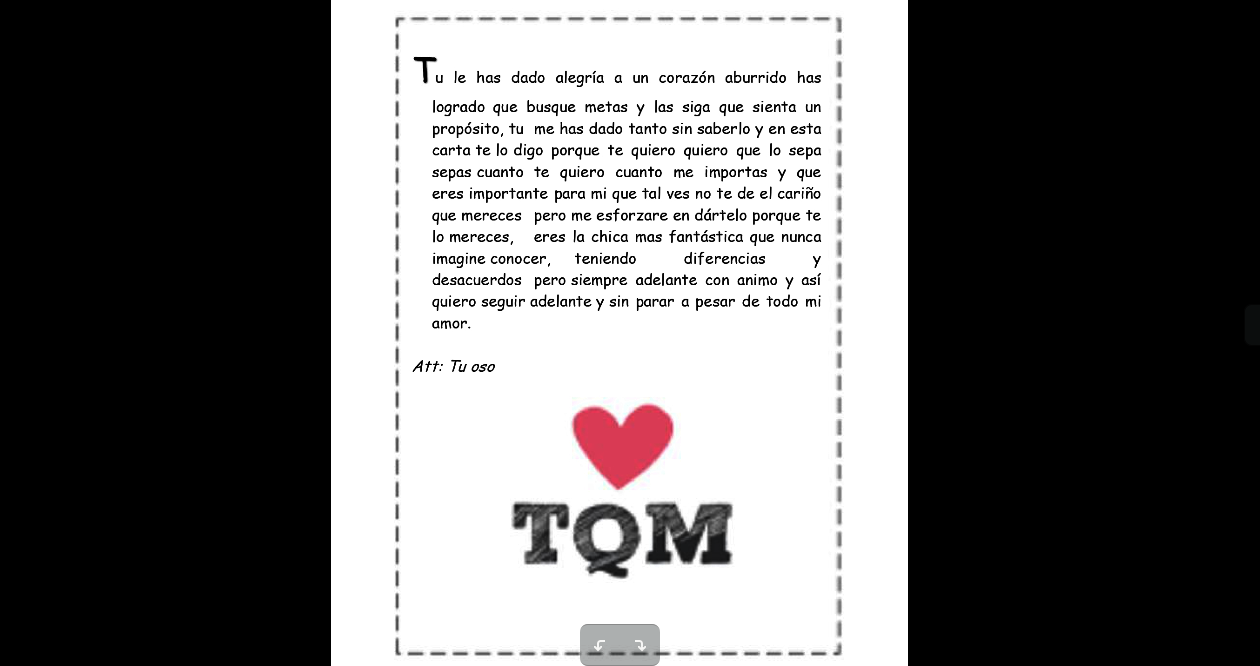 Tu le has dado alegría a un corazón aburrido has
logrado que busque metas y las siga que sienta un
propósito, tu me has dado tanto sin saberlo y en esta
carta te lo digo porque te quiero quiero que lo sepa
sepas cuanto te quiero cuanto me importas y que
eres importante para mi que tal ves no te de el cariño
que mereces pero me esforzare en dártelo porque te
lo mereces, eres la chica mas fantástica que nunca
imagine conocer, teniendo diferencias y
desacuerdos pero siempre adelante con animo y así
quiero seguir adelante y sin parar a pesar de todo mi
amor.
Att: Tu oso
TQM